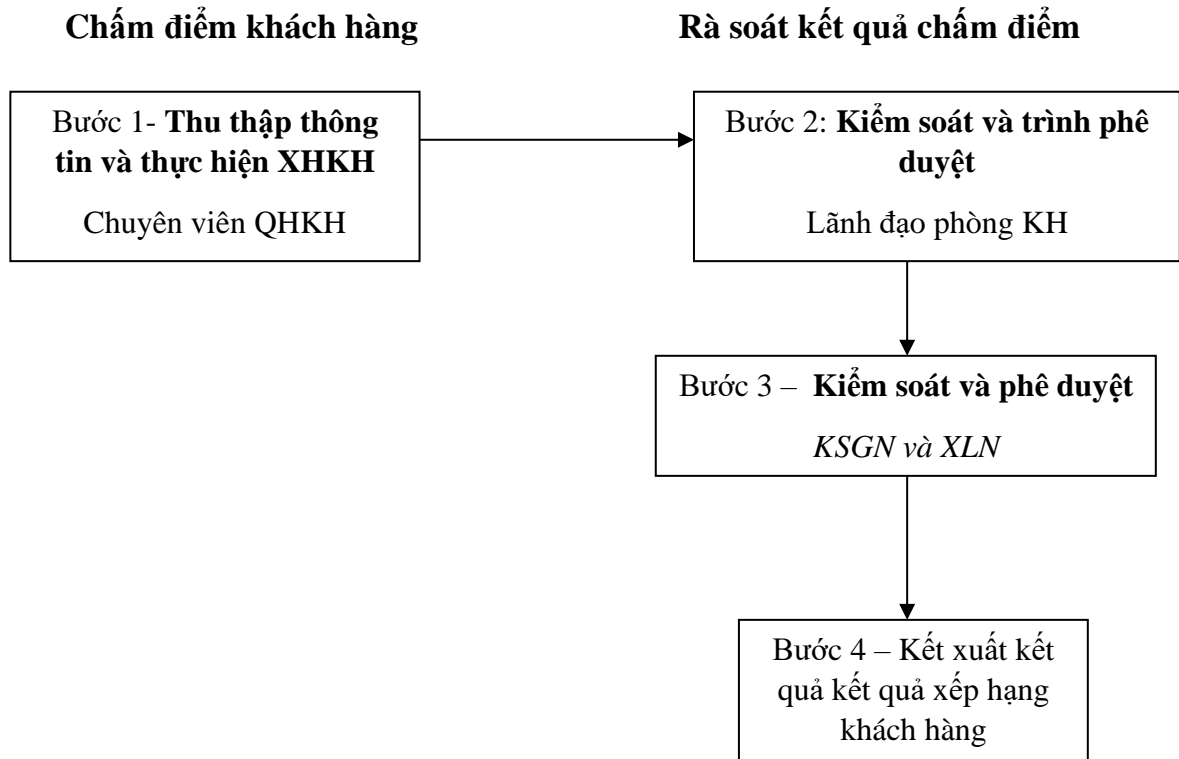 Chấm điểm khách hàng
Rà soát kết quả chấm điểm
Bước 1- Thu thập thông
tin và thực hiện XHKH
Chuyên viên QHKH
Bước 2: Kiểm soát và trình phê
duyệt
Lãnh đạo phòng KH
Bước 3 – Kiểm soát và phê duyệt
KSGN và XLN
Bước 4 – Kết xuất kết
quả kết quả xếp hạng
khách hàng